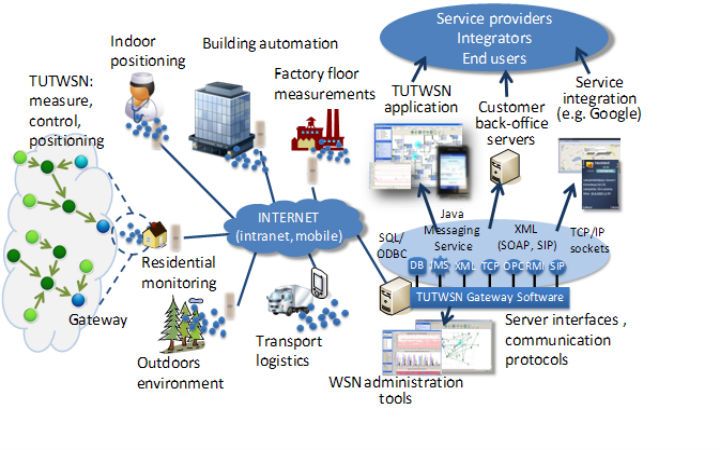 Service providers
Integrators
End users
Indoor
positioning
Building automation
Factory floor
measurements
TUTWSN:
measure,
control,
positioning
TUTWSN
application
Customer
back-office
servers
Service
integration
(e.g. Google)
INTERNET
(intranet, mobile)
SQL/
ODBC
Java
Messaging
Service
XML
(SOAP, SIP)
TCP/IP
sockets
DB JMS XML TCP OPC RMI SIP
TUTWSN Gateway Software
Residential
monitoring
Gateway
Outdoors
environment
Transport
logistics
Server interfaces ,
communication
protocols
WSN administration
tools